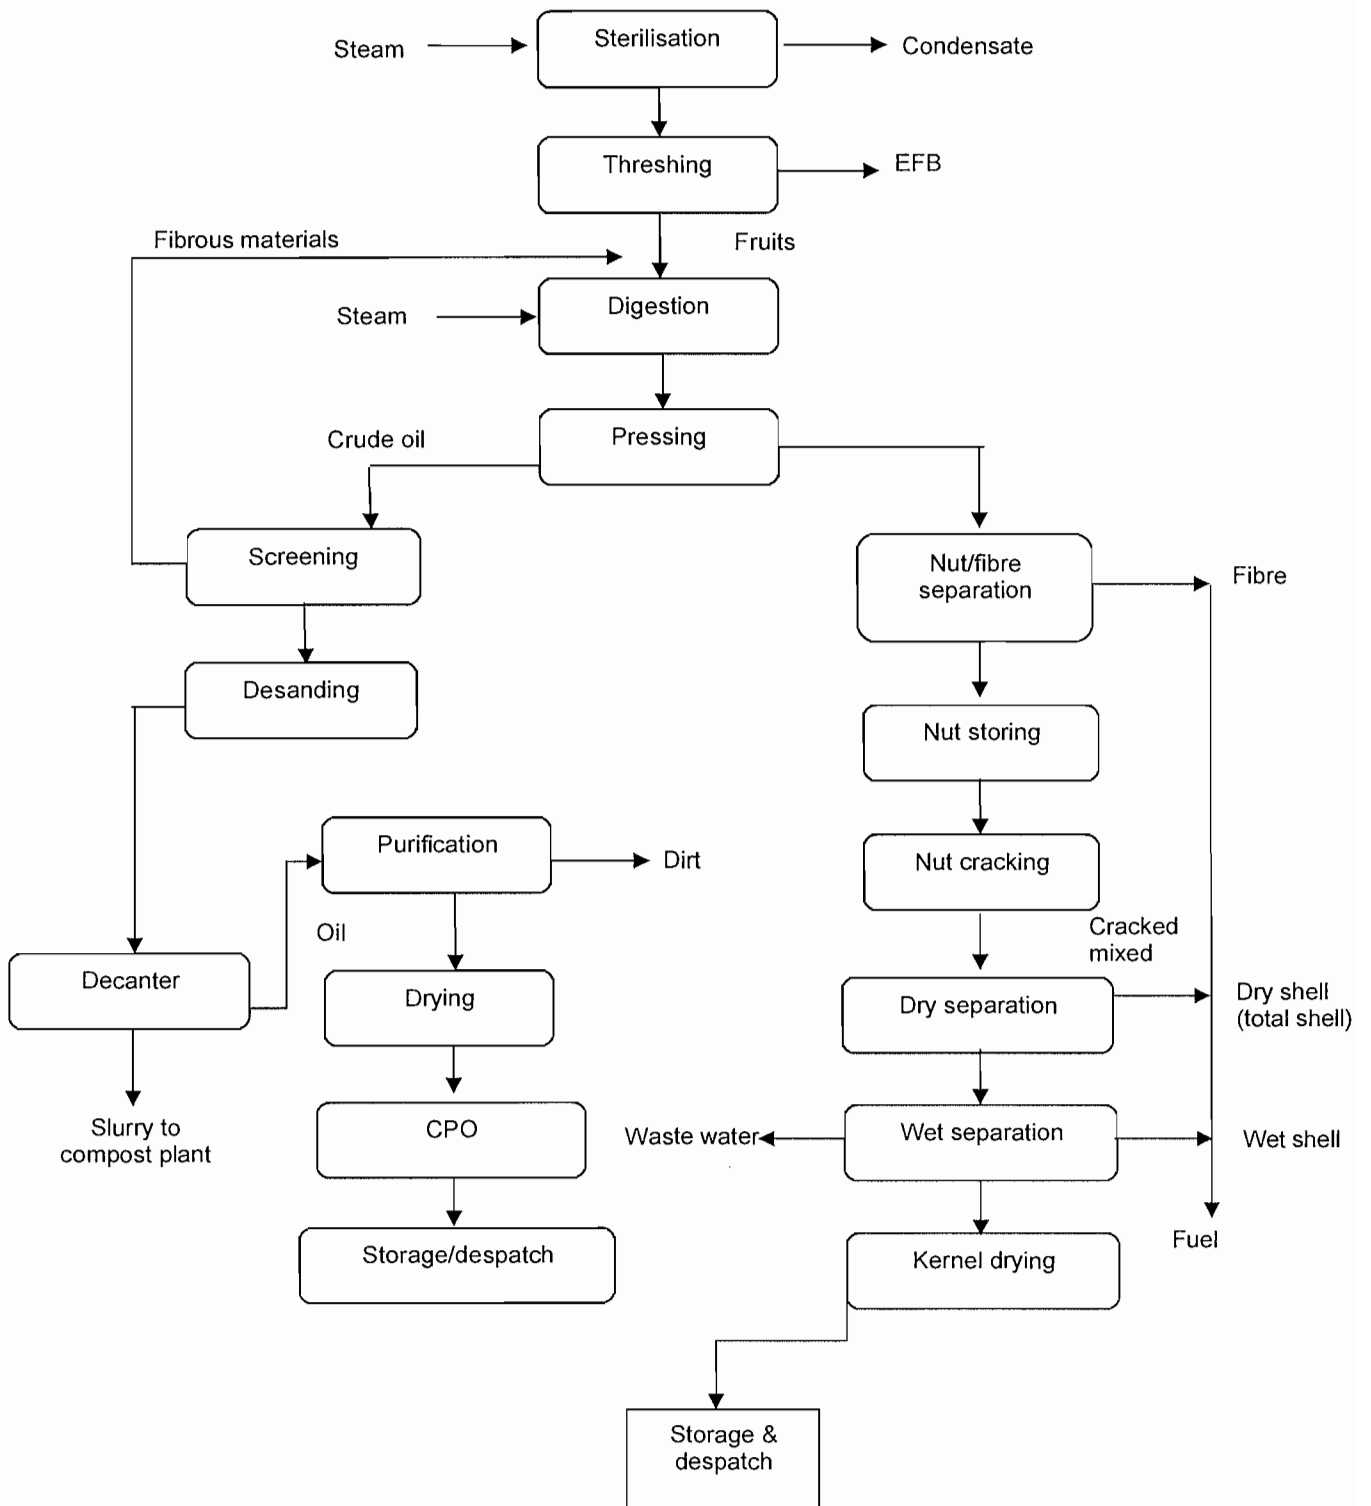 Steam
Sterilisation
Condensate
Threshing
EFB
Fibrous materials
Fruits
Steam
Digestion
Crude oil
Pressing
Screening
Nut/fibre
separation
Fibre
Desanding
Nut storing
Purification
Dirt
Nut cracking
Oil
Cracked
mixed
Decanter
Drying
Dry separation
Dry shell
(total shell)
Slurry to
compost plant
CPO
Waste water
Wet separation
Wet shell
Storage/despatch
Kernel drying
Fuel
Storage &
despatch